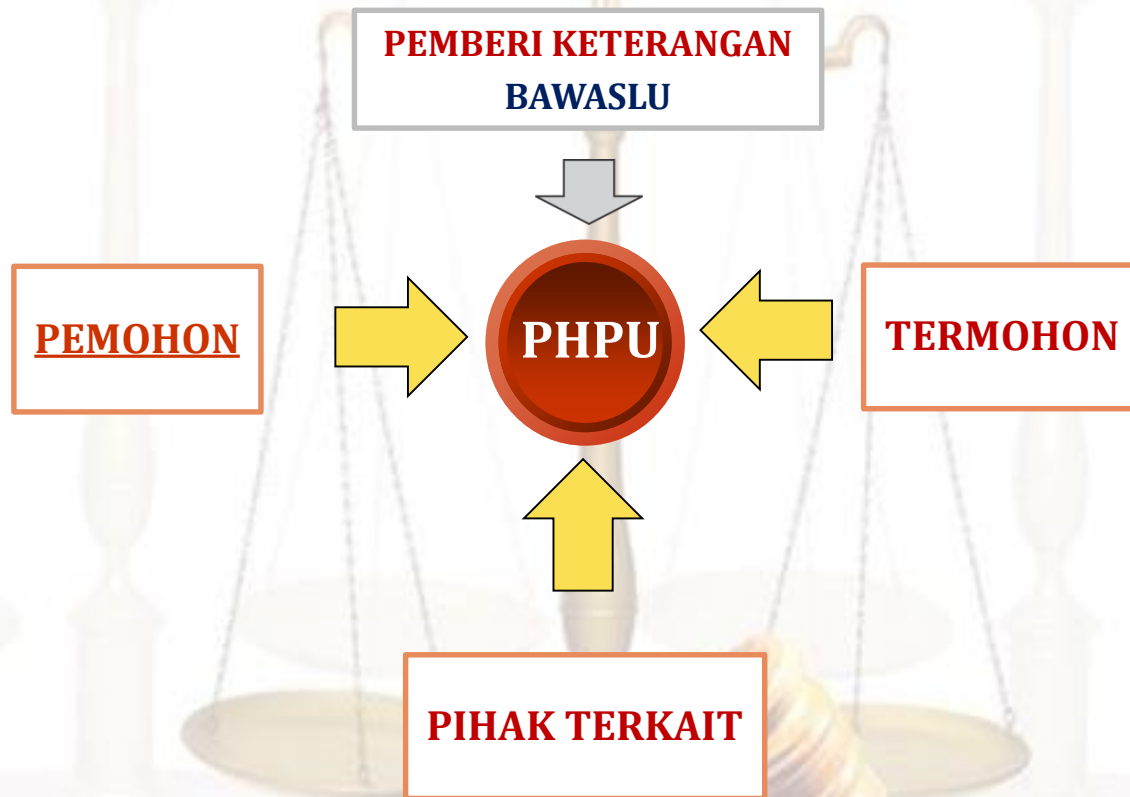 PEMBERI KETERANGAN
BAWASLU
PEMOHON
PHPU
TERMOHON
PIHAK TERKAIT